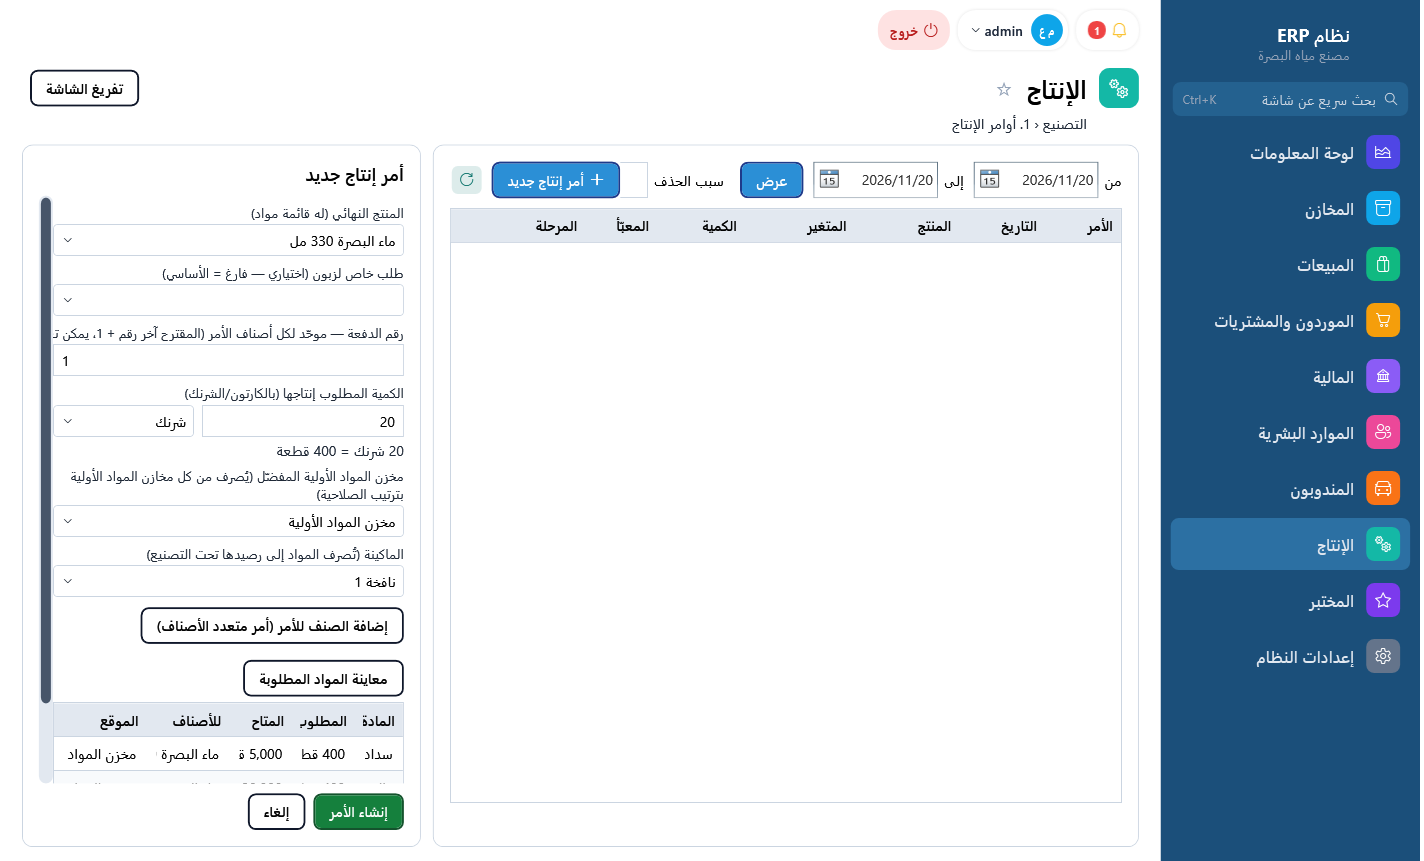 نظام ERP
مصنع مياه البصرة
بحث سريع عن شاشة Ctrl+K
لوحة المعلومات
المخازن
المبيعات
الموردون والمشتريات
المالية
الموارد البشرية
المندوبون
الإنتاج
المختبر
إعدادات النظام
1
م ع admin
خروج
الإنتاج
التصنيع › 1. أوامر الإنتاج
تفريغ الشاشة
من 2026/11/20 15 إلى 2026/11/20 15 عرض سبب الحذف + أمر إنتاج جديد
الأمر التاريخ المنتج المتغير الكمية المعبّأ المرحلة
أمر إنتاج جديد
المنتج النهائي (له قائمة مواد)
ماء البصرة 330 مل
طلب خاص لزبون (اختياري — فارغ = الأساسي)
رقم الدفعة — موحّد لكل أصناف الأمر (المقترح آخر رقم + 1، يمكن
1
الكمية المطلوب إنتاجها (بالكارتون/الشرنك)
20 شرنك
20 شرنك = 400 قطعة
مخزن المواد الأولية المفضّل (يُصرف من كل مخازن المواد الأولية
بترتيب الصلاحية)
مخزن المواد الأولية
الماكينة (تُصرف المواد إلى رصيدها تحت التصنيع)
نافخة 1
إضافة الصنف للأمر (أمر متعدد الأصناف)
معاينة المواد المطلوبة
المادة المطلوب المتاح للأصناف الموقع
سداد 400 قط 5,000 ق ماء البصرة مخزن المواد
إنشاء الأمر إلغاء